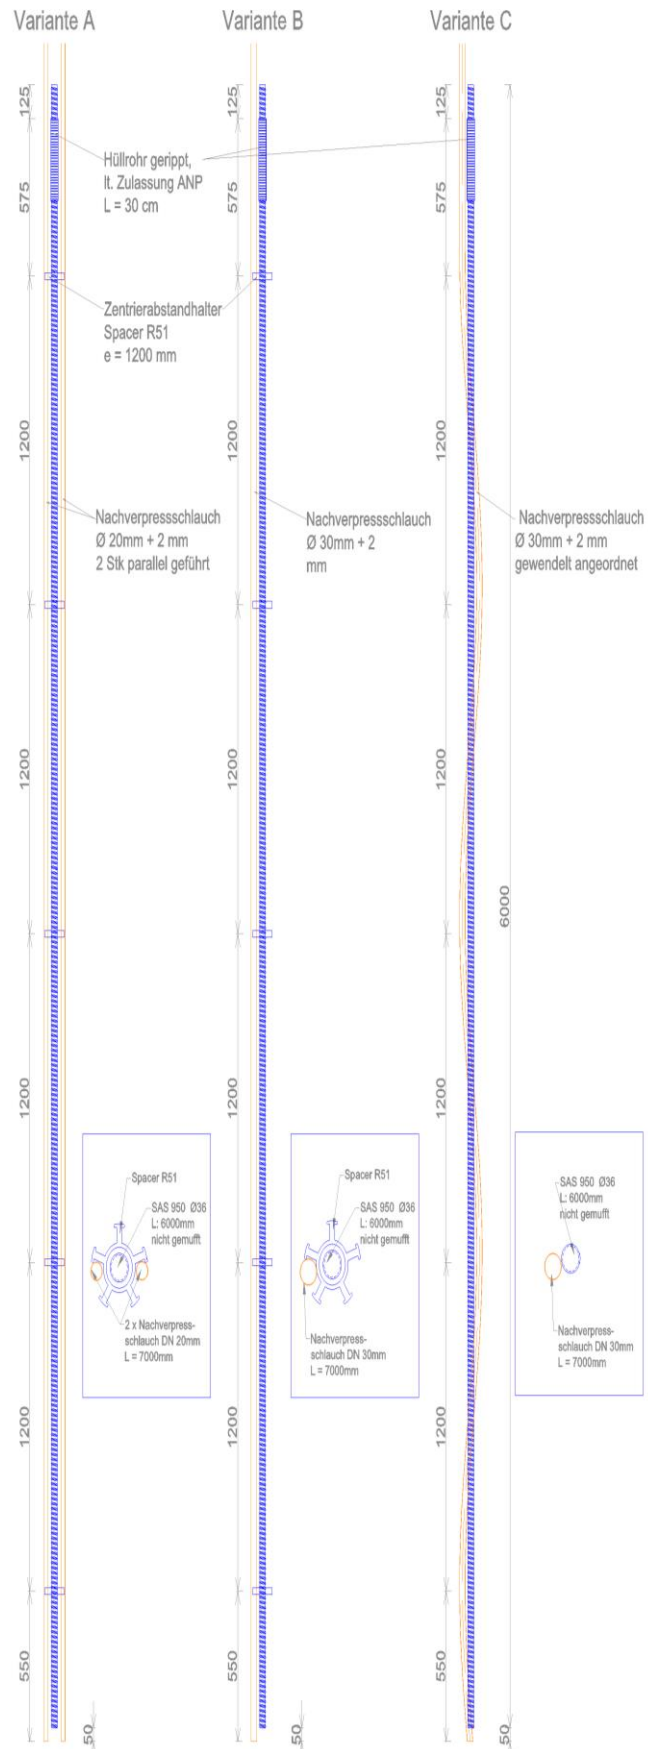 Variante A
Variante B
Variante C
125
125
125
Hüllrohr gerippt,
lt. Zulassung ANP
L = 30 cm
575
575
575
Zentrierabstandhalter
Spacer R51
e = 1200 mm
1200
1200
1200
Nachverpressschlauch
Ø 20mm + 2 mm
2 Stk parallel geführt
Nachverpressschlauch
Ø 30mm + 2
mm
Nachverpressschlauch
Ø 30mm + 2 mm
gewendelt angeordnet
1200
1200
1200
6000
1200
1200
1200
Spacer R51
SAS 950 Ø36
L: 6000mm
nicht gemufft
2 x Nachverpress-
schlauch DN 20mm
L = 7000mm
Spacer R51
SAS 950 Ø36
L: 6000mm
nicht gemufft
Nachverpress-
schlauch DN 30mm
L = 7000mm
SAS 950 Ø36
L: 6000mm
nicht gemufft
Nachverpress-
schlauch DN 30mm
L = 7000mm
1200
1200
1200
550
550
550
50
50
50